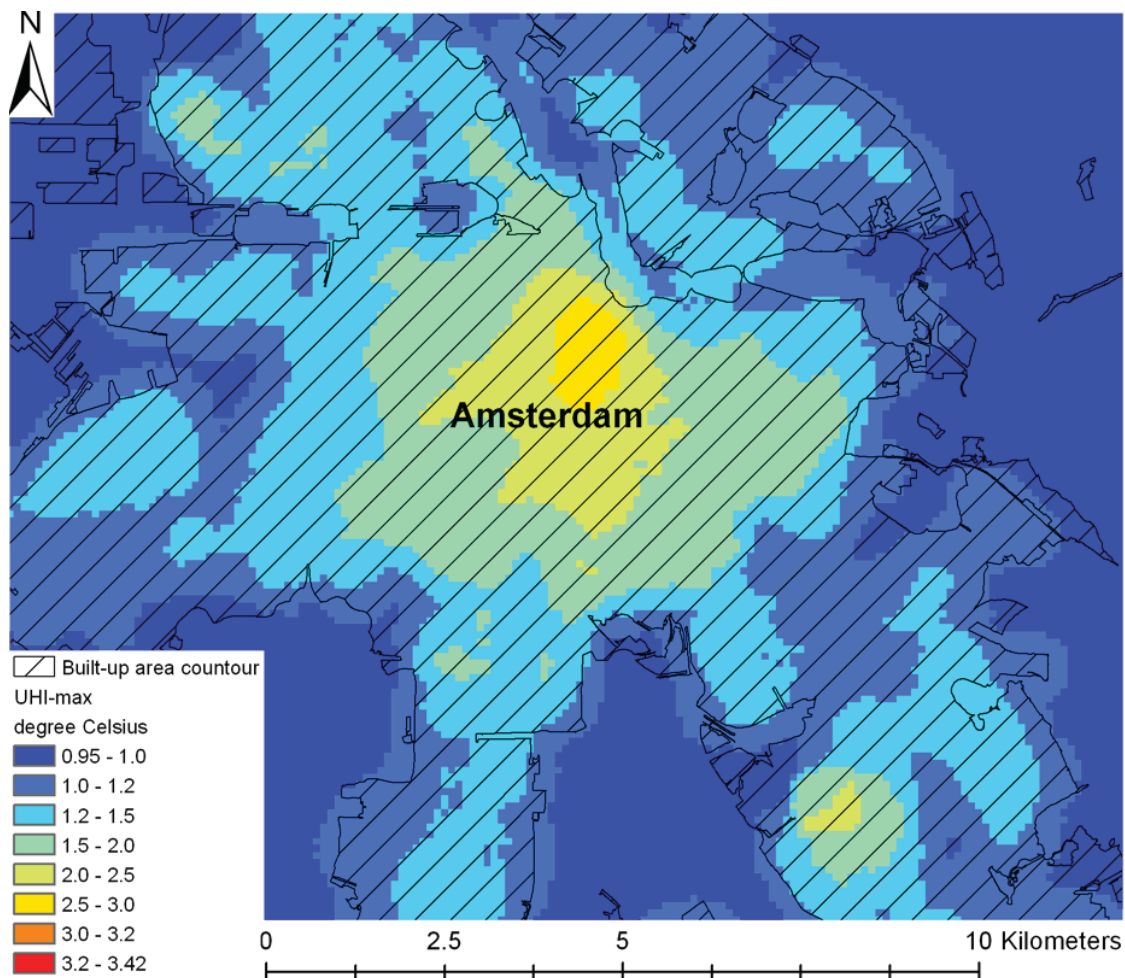 N
Amsterdam
Built-up area countour
UHI-max
degree Celsius
0.95 - 1.0
1.0 - 1.2
1.2 - 1.5
1.5 - 2.0
2.0 - 2.5
2.5 - 3.0
3.0 - 3.2
3.2 - 3.42
0 2.5 5 10 Kilometers